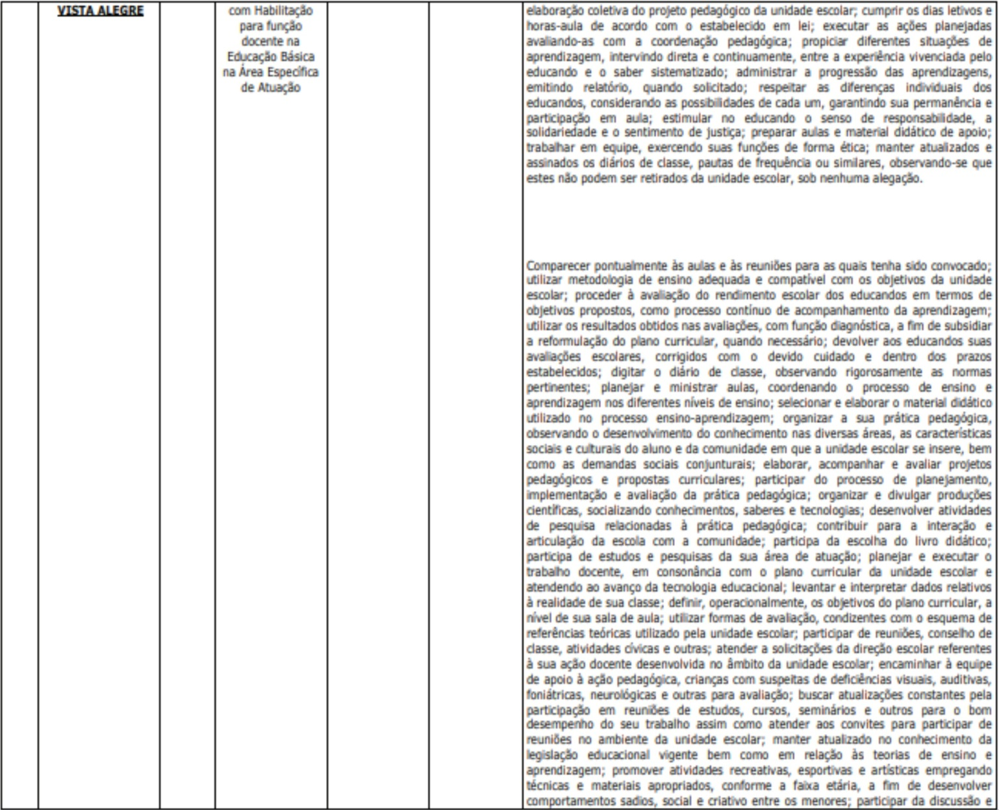 VISTA ALEGRE
com Habilitação
para função
docente na
Educação Básica
na Área Específica
de Atuação
elaboração coletiva do projeto pedagógico da unidade escolar; cumprir os dias letivos e
horas-aula de acordo com o estabelecido em lei; executar as ações planejadas
avaliando-as com a coordenação pedagógica; propiciar diferentes situações de
aprendizagem, intervindo direta e continuamente, entre a experiência vivenciada pelo
educando e o saber sistematizado; administrar a progressão das aprendizagens,
emitindo relatório, quando solicitado; respeitar as diferenças individuais dos
educandos, considerando as possibilidades de cada um, garantindo sua permanência e
participação em aula; estimular no educando o senso de responsabilidade, a
solidariedade e o sentimento de justiça; preparar aulas e material didático de apoio;
trabalhar em equipe, exercendo suas funções de forma ética; manter atualizados e
assinados os diários de classe, pautas de frequência ou similares, observando-se que
estes não podem ser retirados da unidade escolar, sob nenhuma alegação.
Comparecer pontualmente às aulas e às reuniões para as quais tenha sido convocado;
utilizar metodologia de ensino adequada e compatível com os objetivos da unidade
escolar; proceder à avaliação do rendimento escolar dos educandos em termos de
objetivos propostos, como processo contínuo de acompanhamento da aprendizagem;
utilizar os resultados obtidos nas avaliações, com função diagnóstica, a fim de subsidiar
a reformulação do plano curricular, quando necessário; devolver aos educandos suas
avaliações escolares, corrigidos com o devido cuidado e dentro dos prazos
estabelecidos; digitar o diário de classe, observando rigorosamente as normas
pertinentes; planejar e ministrar aulas, coordenando o processo de ensino e
aprendizagem nos diferentes níveis de ensino; selecionar e elaborar o material didático
utilizado no processo ensino-aprendizagem; organizar a sua prática pedagógica,
observando o desenvolvimento do conhecimento nas diversas áreas, as características
sociais e culturais do aluno e da comunidade em que a unidade escolar se insere, bem
como as demandas sociais conjunturais; elaborar, acompanhar e avaliar projetos
pedagógicos e propostas curriculares; participar do processo de planejamento,
implementação e avaliação da prática pedagógica; organizar e divulgar produções
científicas, socializando conhecimentos, saberes e tecnologias; desenvolver atividades
de pesquisa relacionadas à prática pedagógica; contribuir para a interação e
articulação da escola com a comunidade; participa da escolha do livro didático;
participa de estudos e pesquisas da sua área de atuação; planejar e executar o
trabalho docente, em consonância com o plano curricular da unidade escolar e
atendendo ao avanço da tecnologia educacional; levantar e interpretar dados relativos
à realidade de sua classe; definir, operacionalmente, os objetivos do plano curricular, a
nível de sua sala de aula; utilizar formas de avaliação, condizentes com o esquema de
referências teóricas utilizado pela unidade escolar; participar de reuniões, conselho de
classe, atividades cívicas e outras; atender a solicitações da direção escolar referentes
à sua ação docente desenvolvida no âmbito da unidade escolar; encaminhar à equipe
de apoio à ação pedagógica, crianças com suspeitas de deficiências visuais, auditivas,
foniátricas, neurológicas e outras para avaliação; buscar atualizações constantes pela
participação em reuniões de estudos, cursos, seminários e outros para o bom
desempenho do seu trabalho assim como atender aos convites para participar de
reuniões no ambiente da unidade escolar; manter atualizado no conhecimento da
legislação educacional vigente bem como em relação às teorias de ensino e
aprendizagem; promover atividades recreativas, esportivas e artísticas empregando
técnicas e materiais apropriados, conforme a faixa etária, a fim de desenvolver
comportamentos sadios, social e criativo entre os menores; participar da discussão e